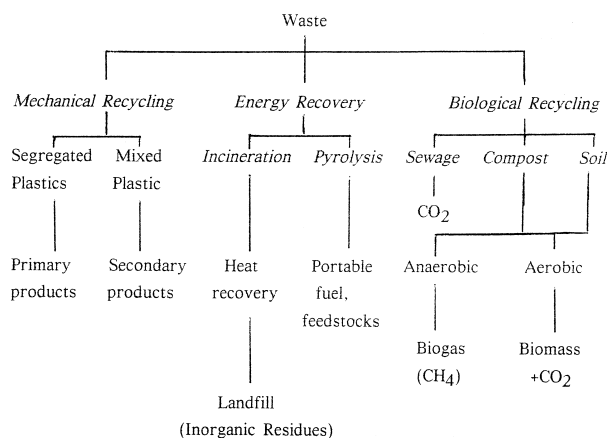 Waste
Mechanical Recycling
Energy Recovery
Biological Recycling
Segregated
Plastics
Mixed
Plastic
Incineration
Pyrolysis
Sewage
Compost
Soil
CO2
Primary
products
Secondary
products
Heat
recovery
Portable
fuel,
feedstocks
Anaerobic
Aerobic
Biogas
(CH4)
Biomass
+CO2
Landfill
(Inorganic Residues)